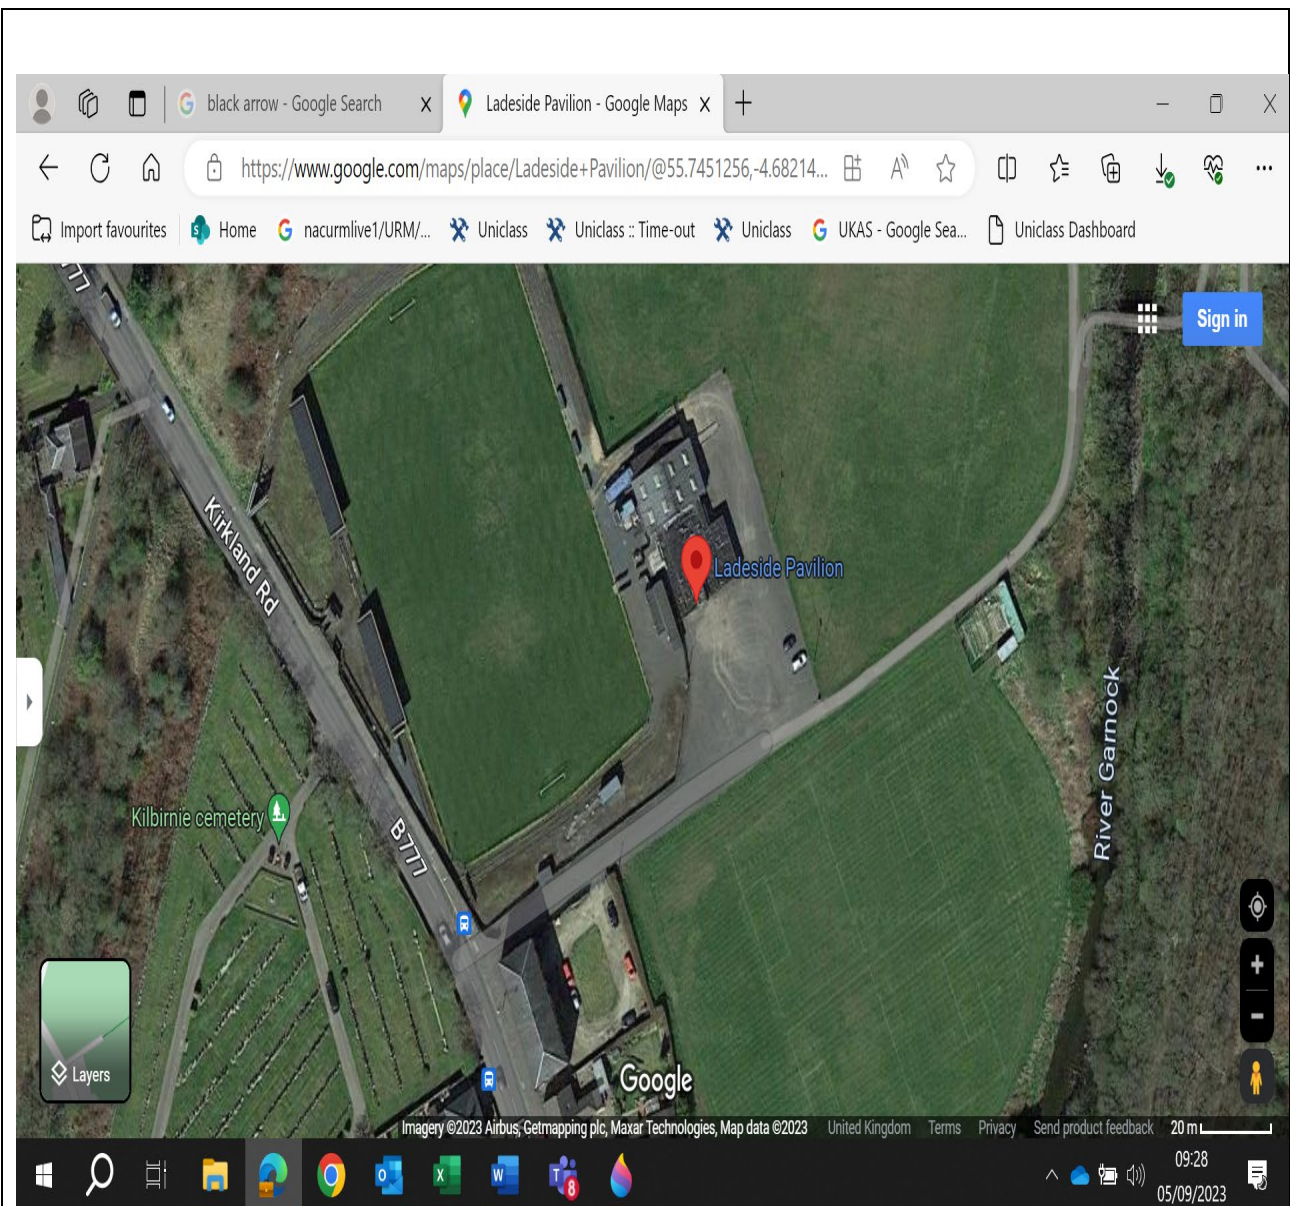 black arrow - Google Search
Ladeside Pavilion - Google Maps
https://www.google.com/maps/place/Ladeside+Pavilion/@55.7451256,-4.68214...
Import favourites
Home
nacurmlive1/URM/...
Uniclass
Uniclass :: Time-out
Uniclass
UKAS - Google Sea...
Uniclass Dashboard
777
Sign in
Kirkland Rd
Ladeside Pavilion
River Garnock
Kilbirnie cemetery
B777
Layers
Google
Imagery ©2023 Airbus, Getmapping plc, Maxar Technologies, Map data ©2023 United Kingdom Terms Privacy Send product feedback 20 m
09:28
05/09/2023
8